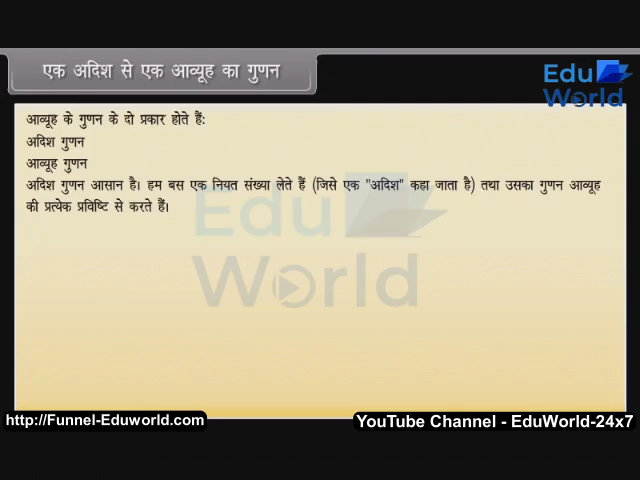 एक अदिश से एक आव्यूह का गुणन
Edu
World
आव्यूह के गुणन के दो प्रकार होते हैं:
अदिश गुणन
आव्यूह गुणन
अदिश गुणन आसान है। हम बस एक नियत संख्या लेते हैं (जिसे एक "अदिश" कहा जाता है) तथा उसका गुणन आव्यूह
की प्रत्येक प्रविष्टि से करते हैं।
Edu
World
http://Funnel-Eduworld.com
YouTube Channel - EduWorld-24x7